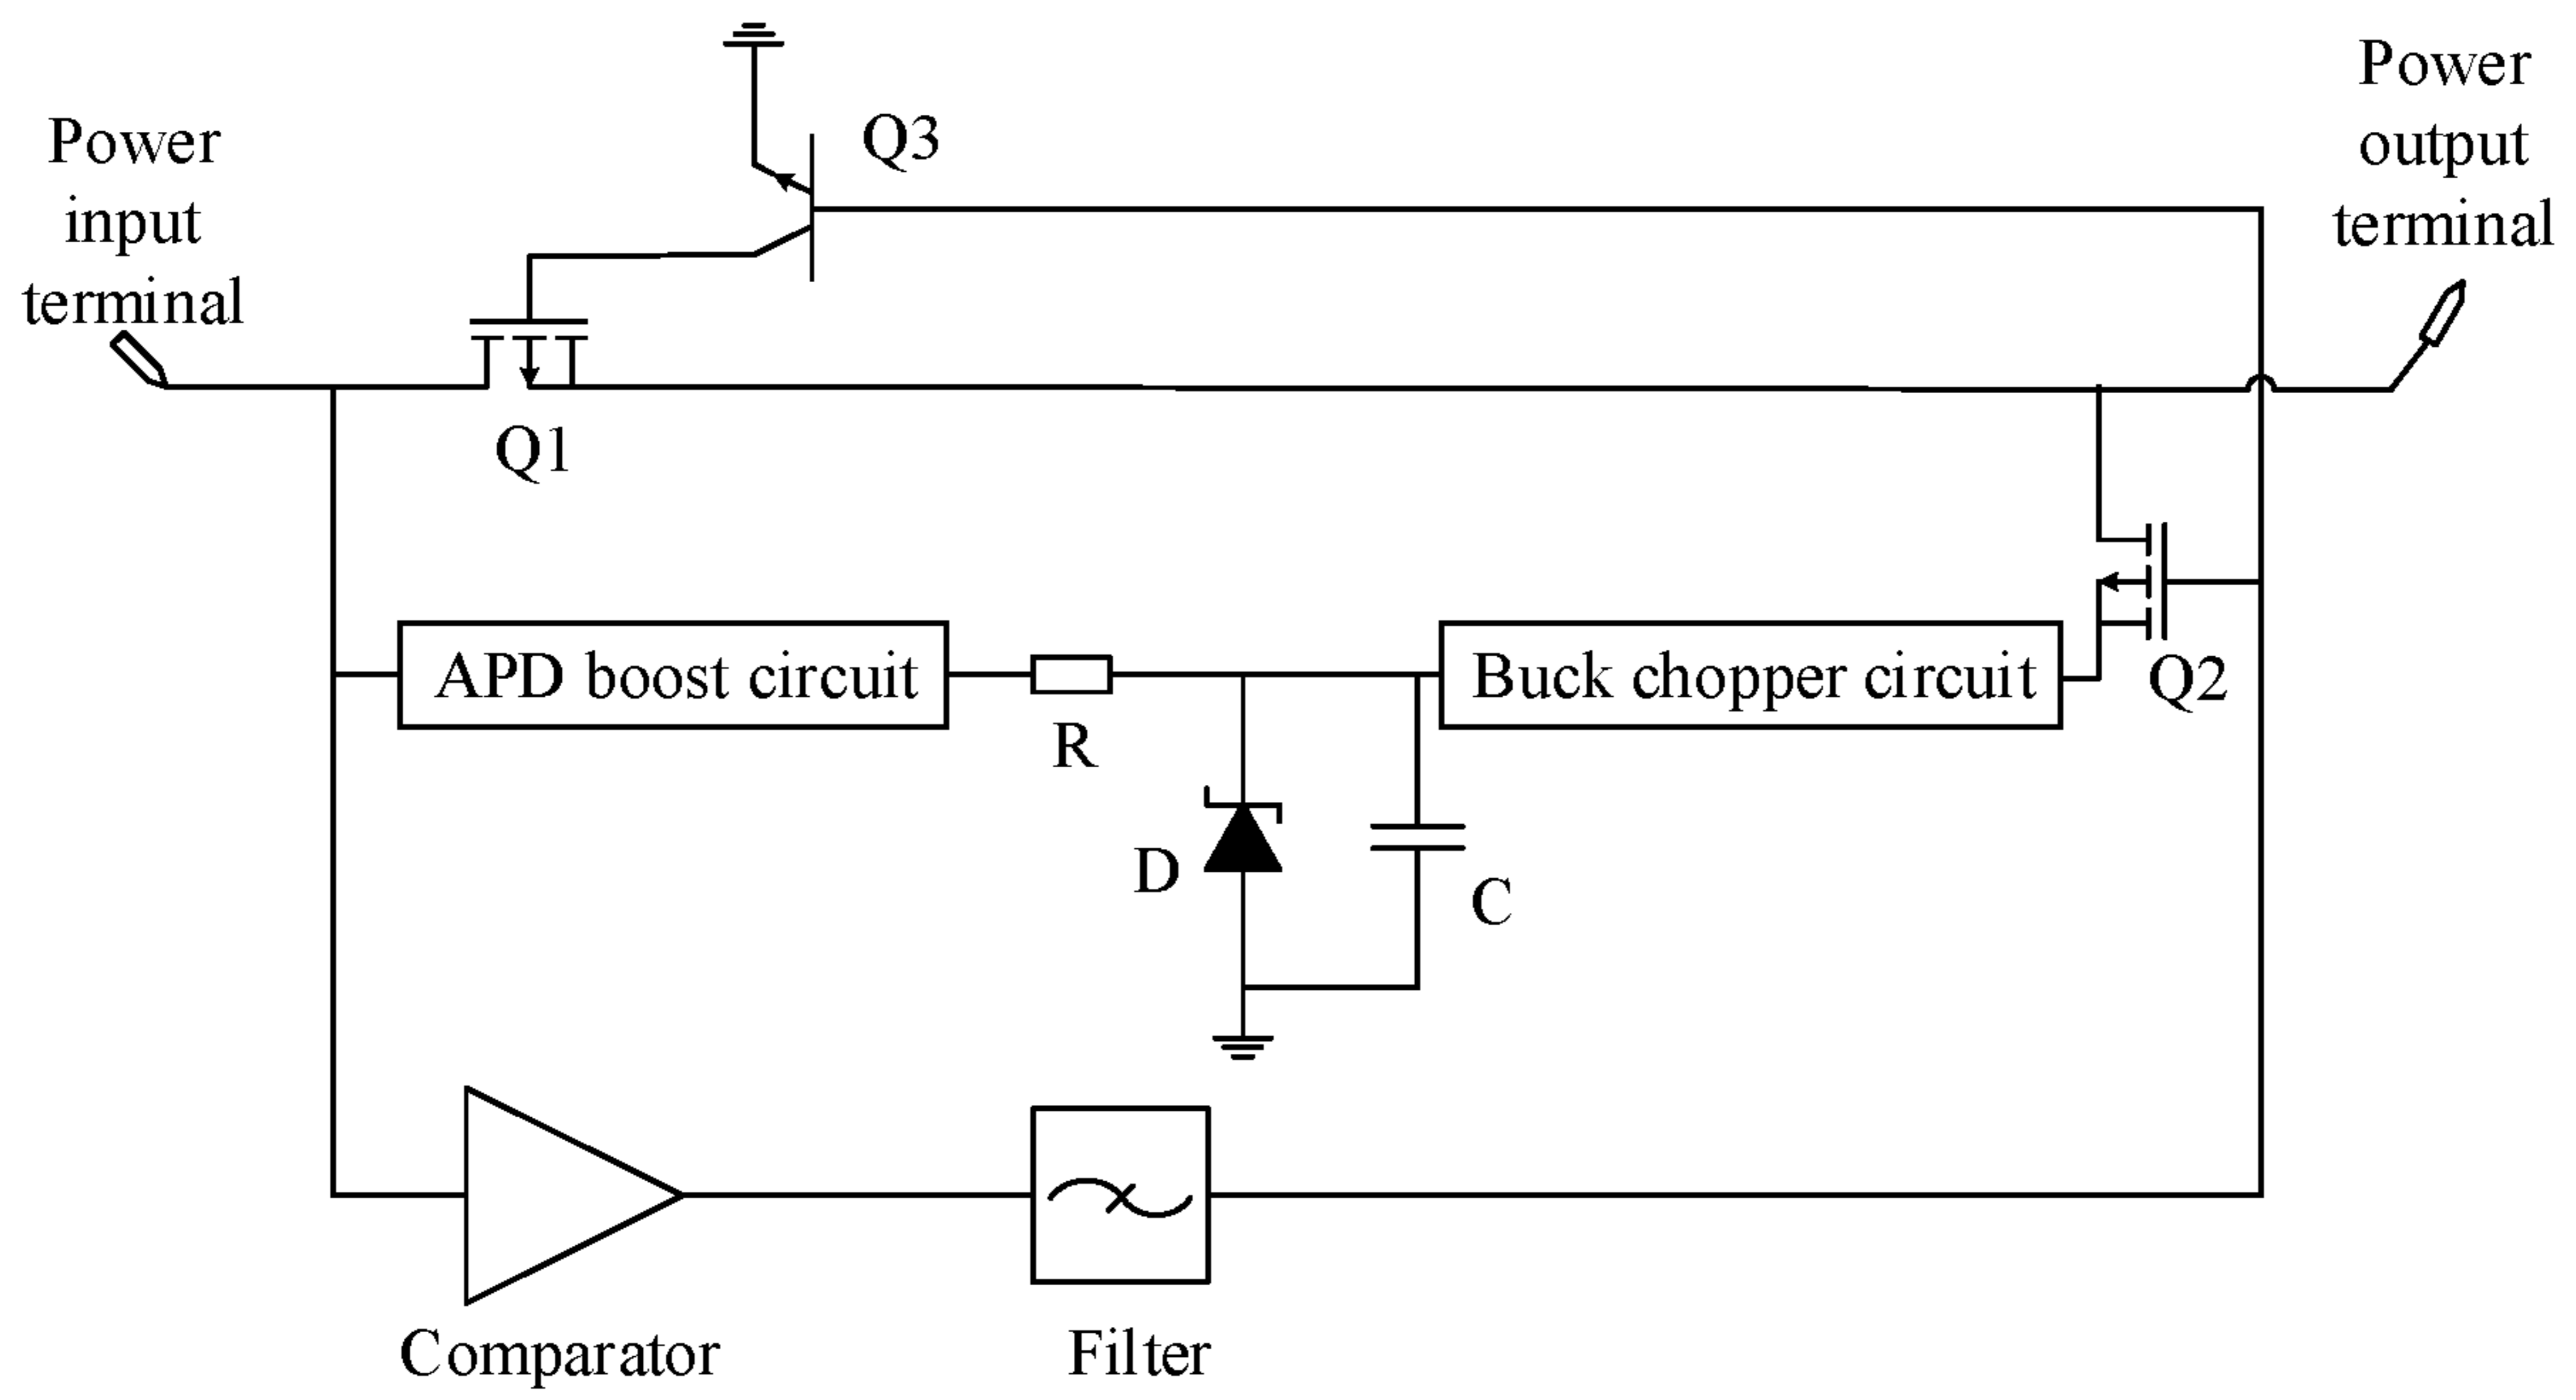 Power
input
terminal
Q3
Power
output
terminal
Q1
APD boost circuit
R
Buck chopper circuit
Q2
D
C
Comparator
Filter